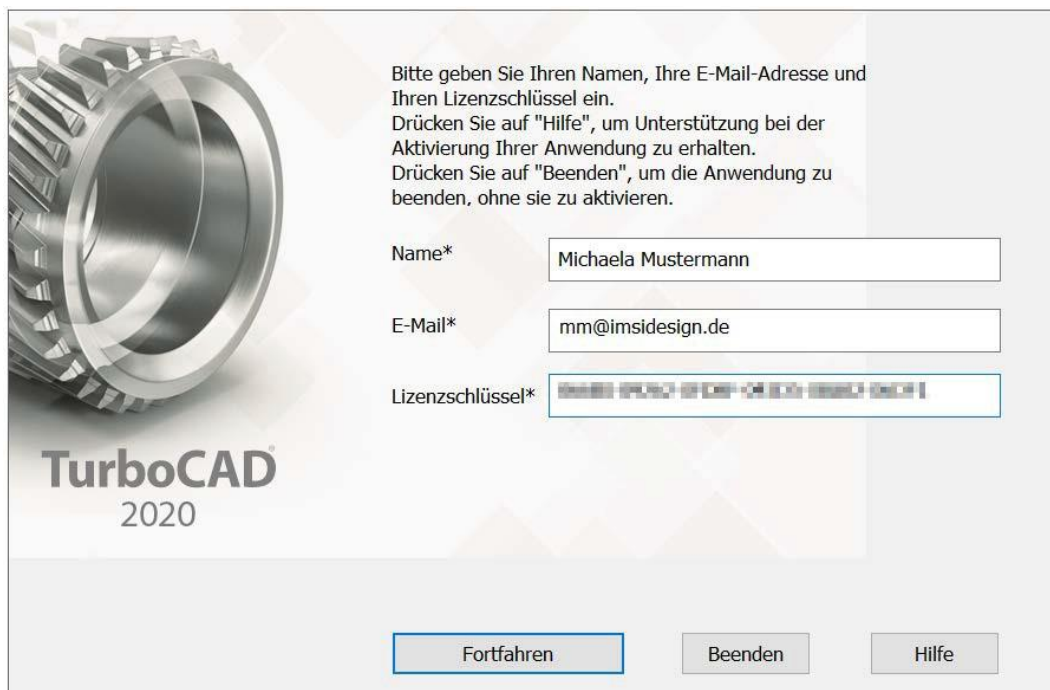 Bitte geben Sie Ihren Namen, Ihre E-Mail-Adresse und
Ihren Lizenzschlüssel ein.
Drücken Sie auf "Hilfe", um Unterstützung bei der
Aktivierung Ihrer Anwendung zu erhalten.
Drücken Sie auf "Beenden", um die Anwendung zu
beenden, ohne sie zu aktivieren.
Name*
Michaela Mustermann
E-Mail*
mm@imsidesign.de
Lizenzschlüssel*
TurboCAD
2020
Fortfahren
Beenden
Hilfe